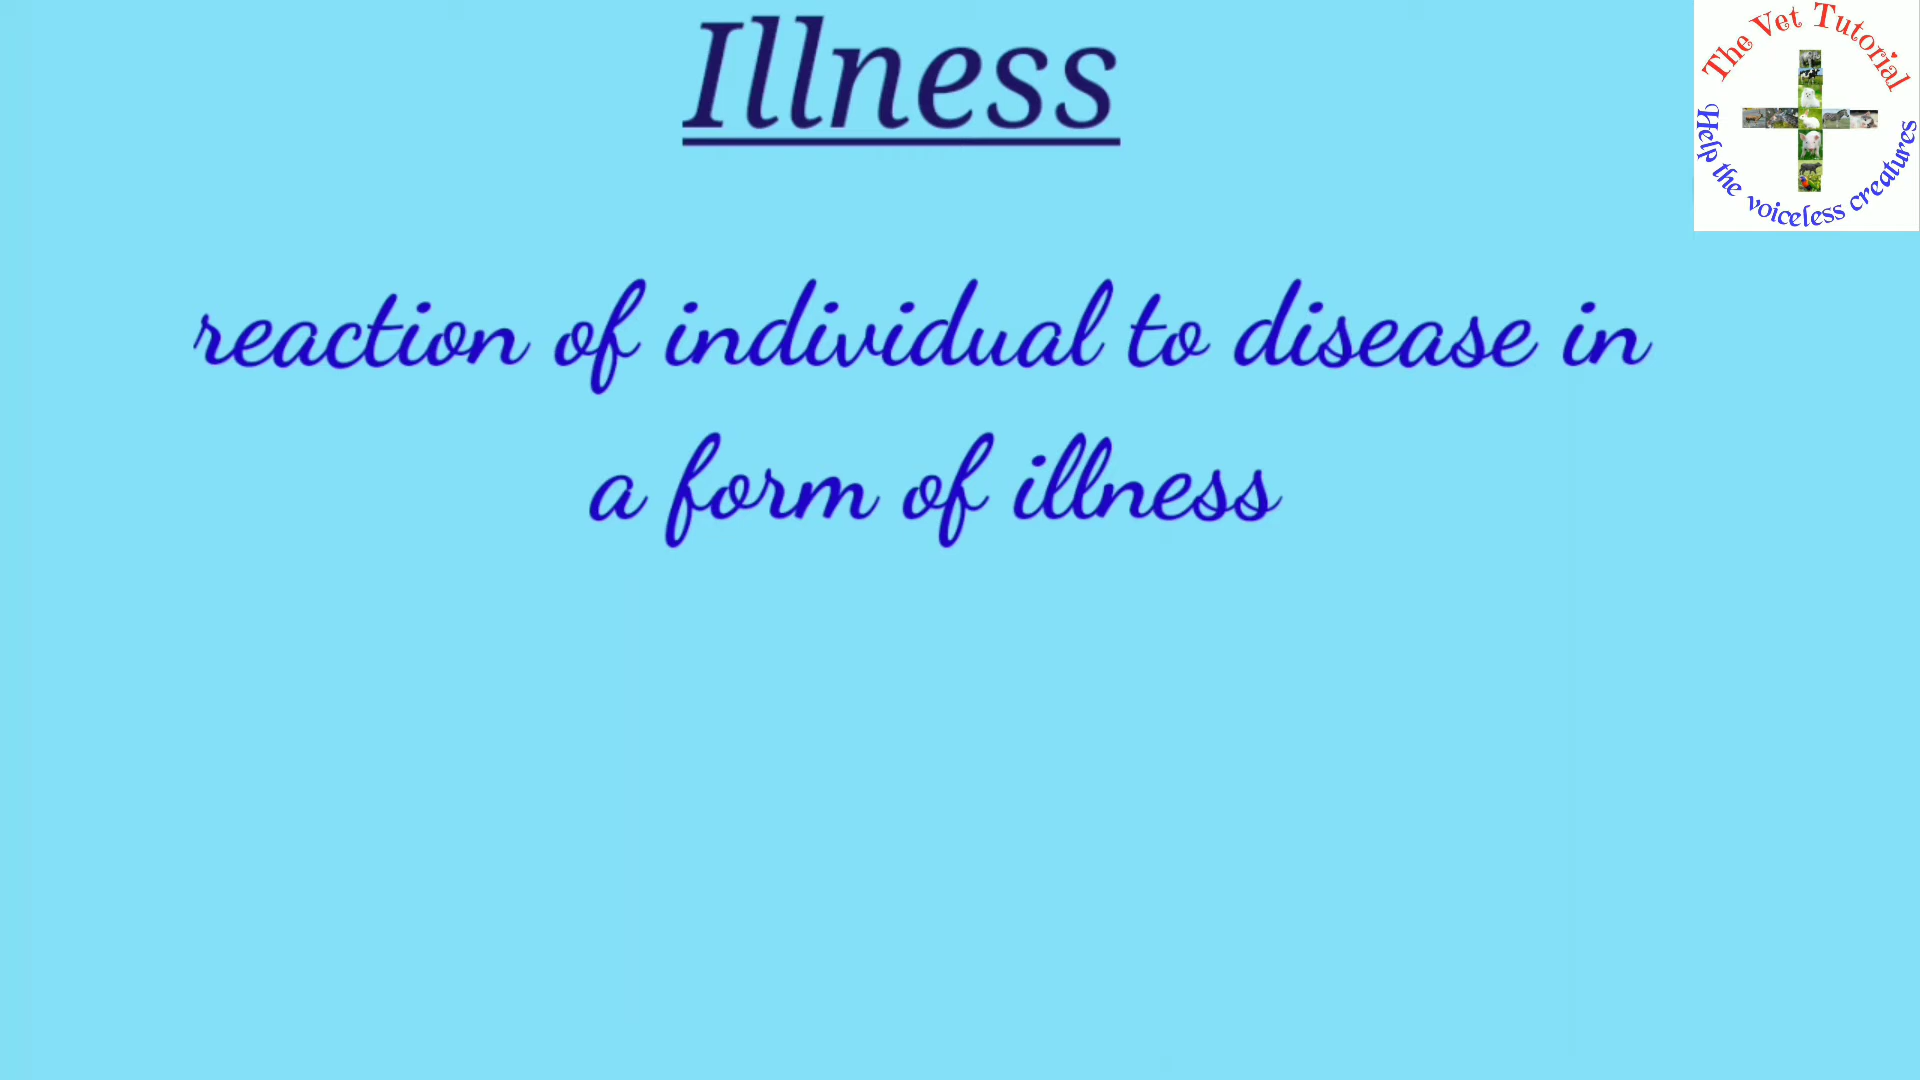 Illness
The Vet Tutorial
Help the voiceless creatures
reaction of individual to disease in
a form of illness